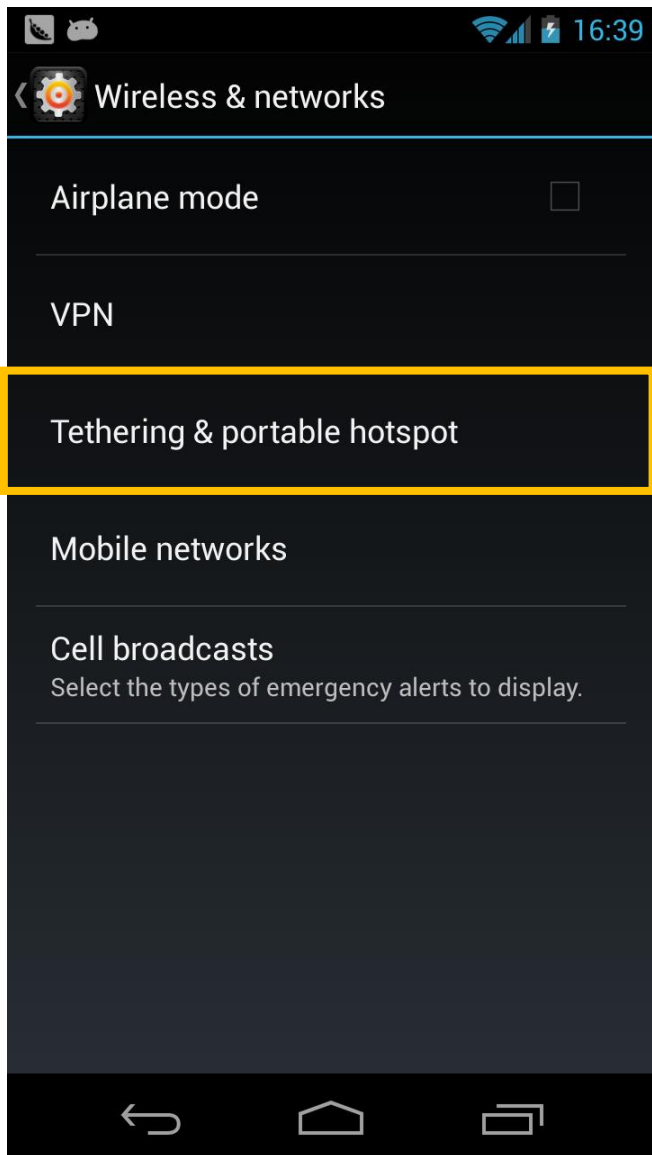 16:39
Wireless & networks
Airplane mode
VPN
Tethering & portable hotspot
Mobile networks
Cell broadcasts
Select the types of emergency alerts to display.